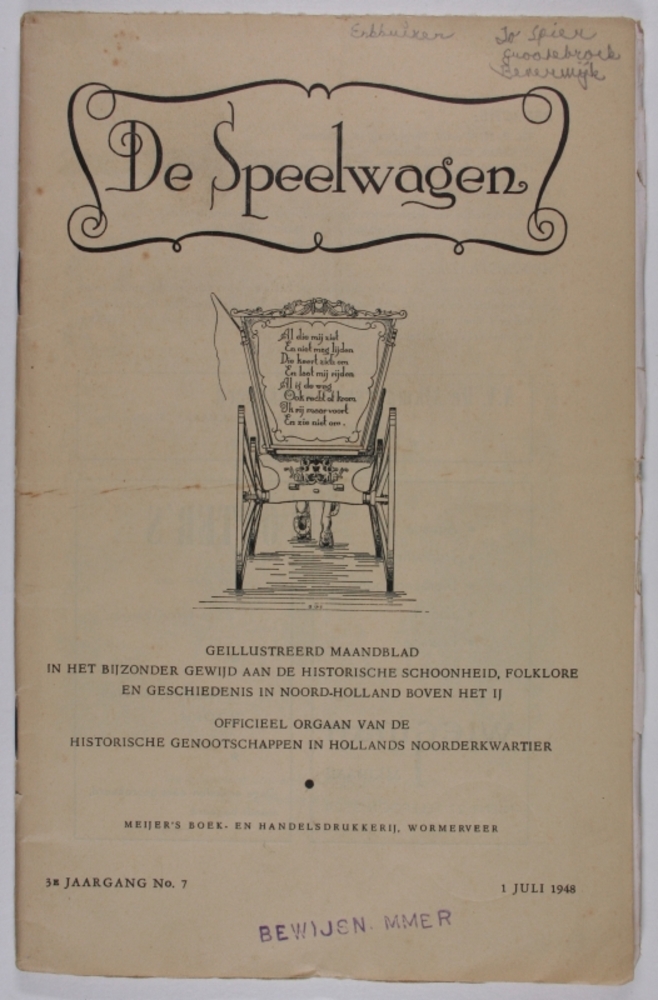 Enkhuizen
Jo Spier
Grootebroek
Beverwijk
De Speelwagen
Al die mij ziet
En niet mag lijden
Die keert zich om
En laat mij rijden
Al is de weg
Ook recht of krom
Ik rij maar voort
En zie niet om.
GEILLUSTREERD MAANDBLAD
IN HET BIJZONDER GEWIJD AAN DE HISTORISCHE SCHOONHEID, FOLKLORE
EN GESCHIEDENIS IN NOORD-HOLLAND BOVEN HET IJ
OFFICIEEL ORGAAN VAN DE
HISTORISCHE GENOOTSCHAPPEN IN HOLLANDS NOORDERKWARTIER
MEIJER'S BOEK- EN HANDELSDRUKKERIJ, WORMERVEER
3E JAARGANG No. 7
1 JULI 1948
BEWIJSN. MMER